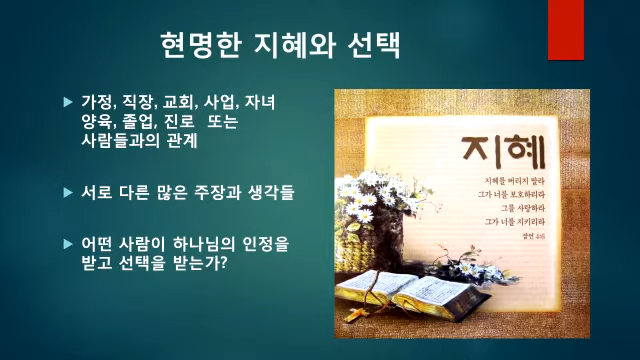 현명한 지혜와 선택
가정, 직장, 교회, 사업, 자녀
양육, 졸업, 진로 또는
사람들과의 관계
서로 다른 많은 주장과 생각들
어떤 사람이 하나님의 인정을
받고 선택을 받는가?
지혜
지혜를 버리지 말라
그가 너를 보호하리라
그를 사랑하라
그가 너를 지키리라
잠언 4:6